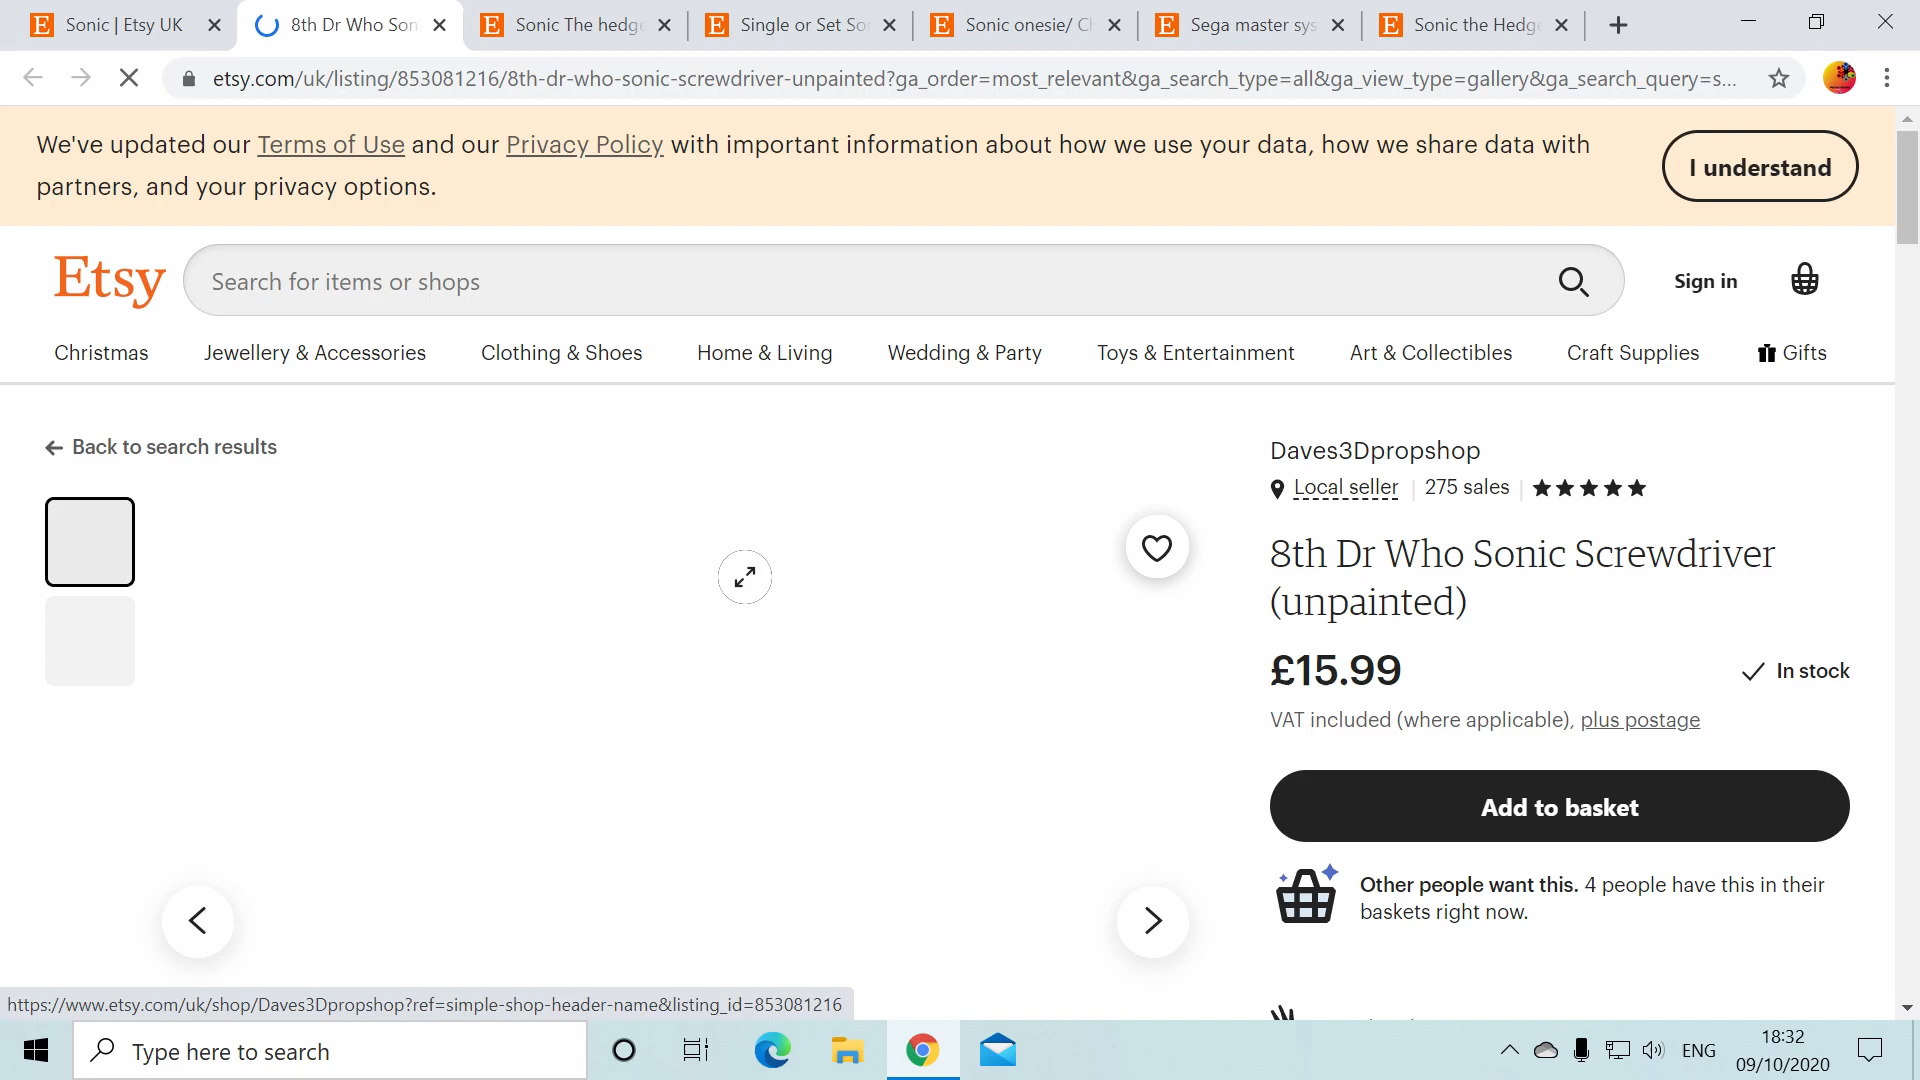 Sonic | Etsy UK
8th Dr Who Son
Sonic The hedge
Single or Set So
Sonic onesie/ Ch
Sega master sys
Sonic the Hedge
etsy.com/uk/listing/853081216/8th-dr-who-sonic-screwdriver-unpainted?ga_order=most_relevant&ga_search_type=all&ga_view_type=gallery&ga_search_query=s...
We've updated our Terms of Use and our Privacy Policy with important information about how we use your data, how we share data with
partners, and your privacy options.
I understand
Etsy
Search for items or shops
Sign in
Christmas
Jewellery & Accessories
Clothing & Shoes
Home & Living
Wedding & Party
Toys & Entertainment
Art & Collectibles
Craft Supplies
Gifts
Back to search results
Daves3Dpropshop
Local seller
275 sales
8th Dr Who Sonic Screwdriver
(unpainted)
£15.99
In stock
VAT included (where applicable), plus postage
Add to basket
Other people want this. 4 people have this in their
baskets right now.
https://www.etsy.com/uk/shop/Daves3Dpropshop?ref=simple-shop-header-name&listing_id=853081216
Type here to search
ENG
18:32
09/10/2020